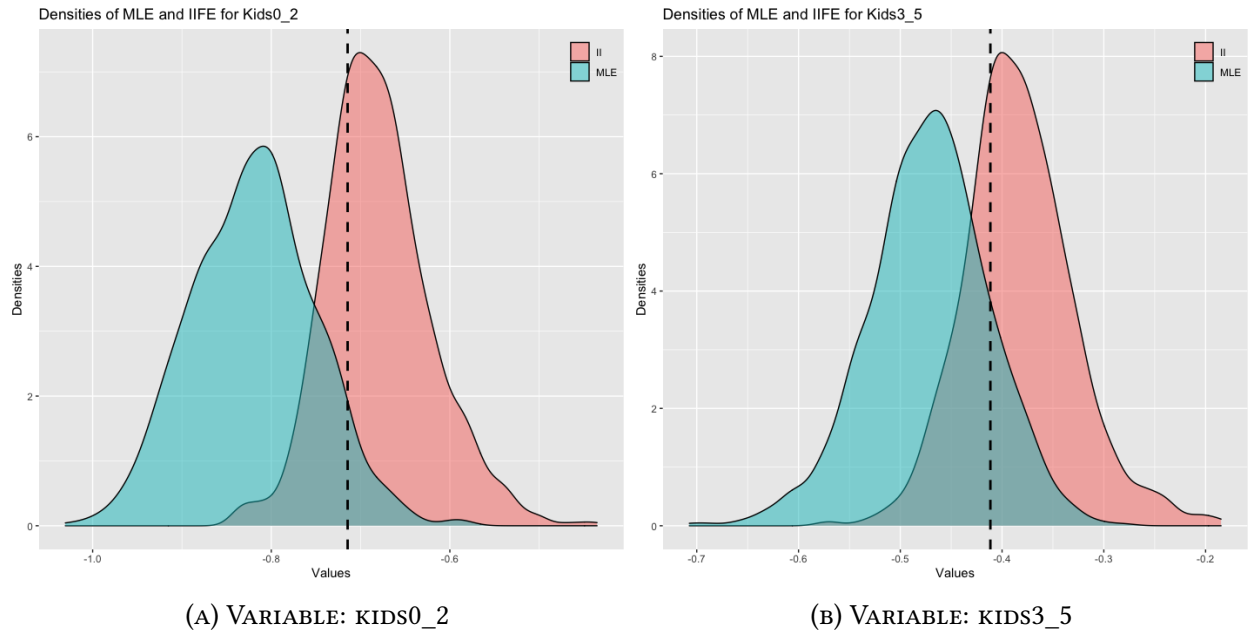 Densities of MLE and IIFE for Kids0_2
II
MLE
Densities
6
4
2
0
-1.0
-0.8
-0.6
Values
(A) VARIABLE: KIDS0_2
Densities of MLE and IIFE for Kids3_5
II
MLE
Densities
8
6
4
2
0
-0.7
-0.6
-0.5
-0.4
-0.3
-0.2
Values
(B) VARIABLE: KIDS3_5